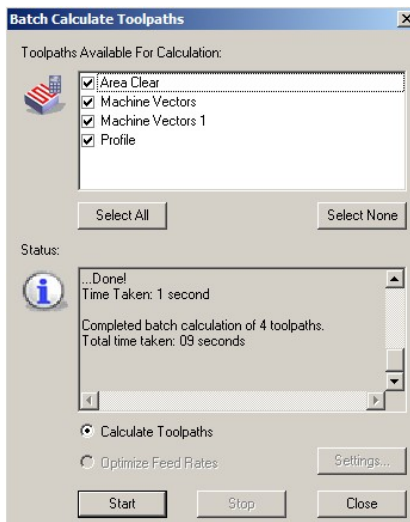 Batch Calculate Toolpaths
Toolpaths Available For Calculation:
Area Clear
Machine Vectors
Machine Vectors 1
Profile
Select All
Select None
Status:
...Done!
Time Taken: 1 second
Completed batch calculation of 4 toolpaths.
Total time taken: 09 seconds
Calculate Toolpaths
Optimize Feed Rates
Settings...
Start
Stop
Close